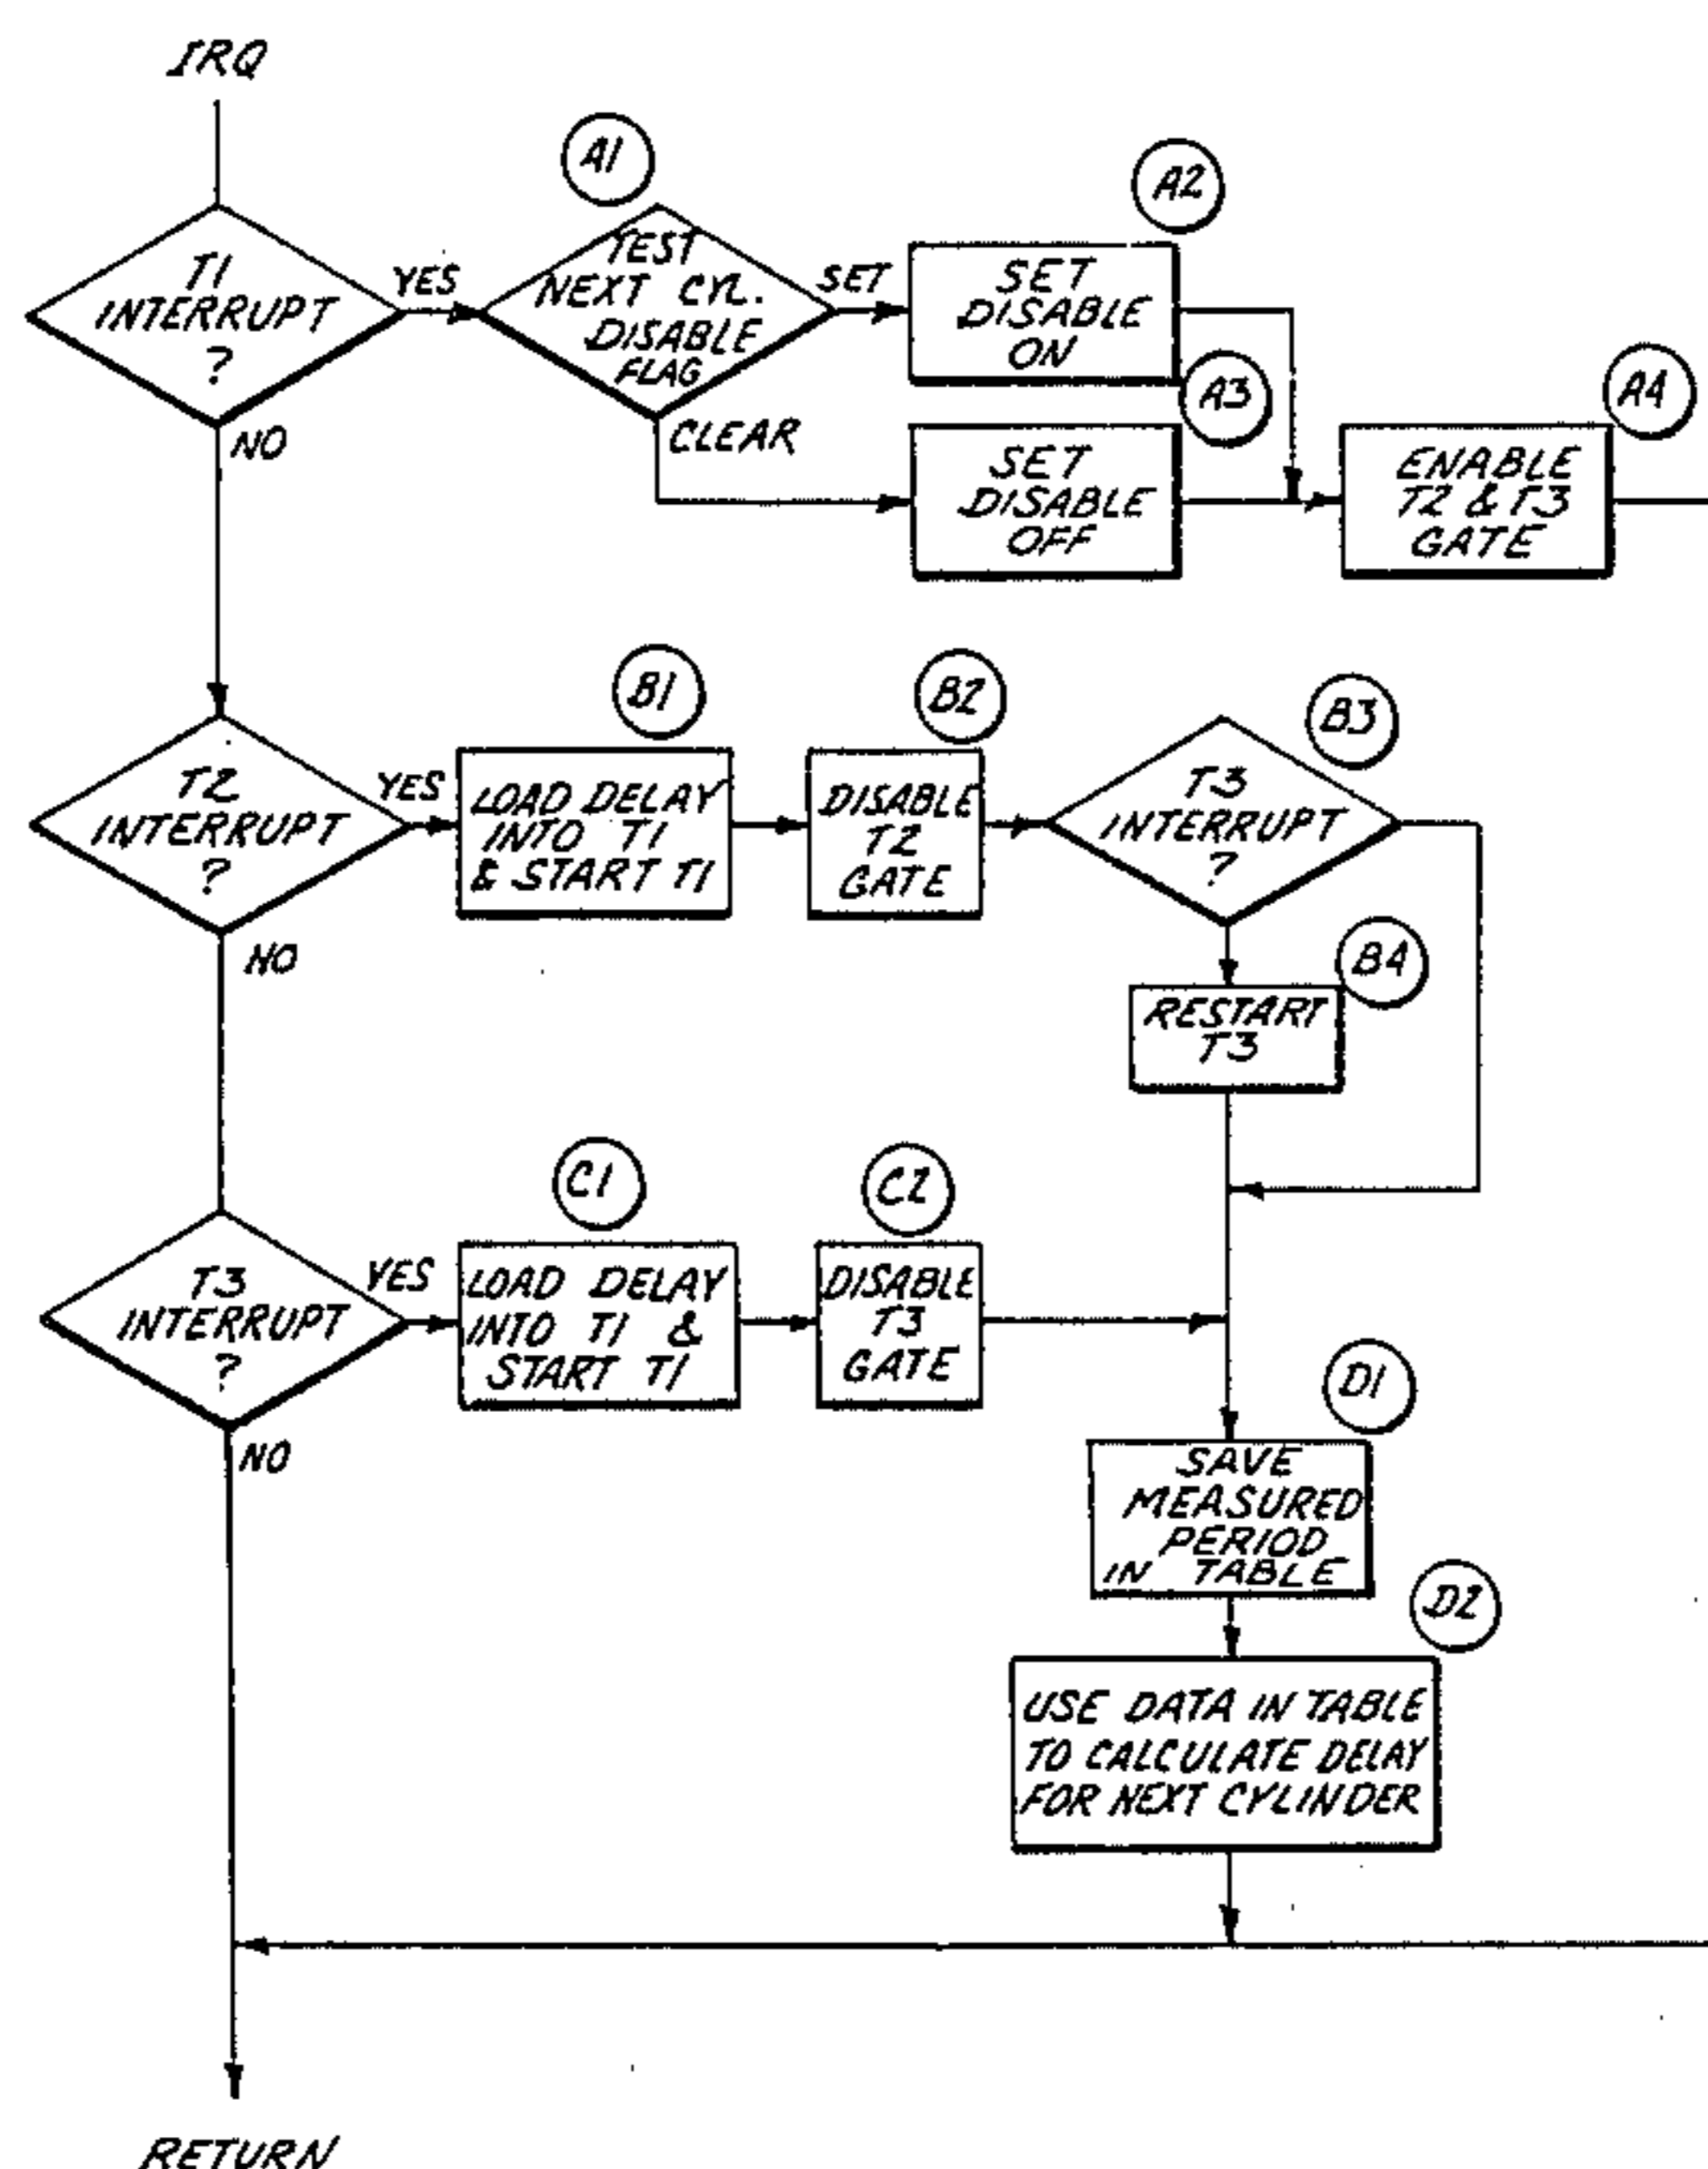 IRQ
A1
A2
T1
INTERRUPT
?
YES
TEST
NEXT CYL.
DISABLE
FLAG
SET
SET
DISABLE
ON
A3
A4
NO
CLEAR
SET
DISABLE
OFF
ENABLE
T2 & T3
GATE
B1
B2
B3
T2
INTERRUPT
?
YES
LOAD DELAY
INTO T1
& START T1
DISABLE
T2
GATE
T3
INTERRUPT
?
NO
B4
RESTART
T3
C1
C2
T3
INTERRUPT
?
YES
LOAD DELAY
INTO T1 &
START T1
DISABLE
T3
GATE
D1
NO
SAVE
MEASURED
PERIOD
IN TABLE
D2
USE DATA IN TABLE
TO CALCULATE DELAY
FOR NEXT CYLINDER
RETURN